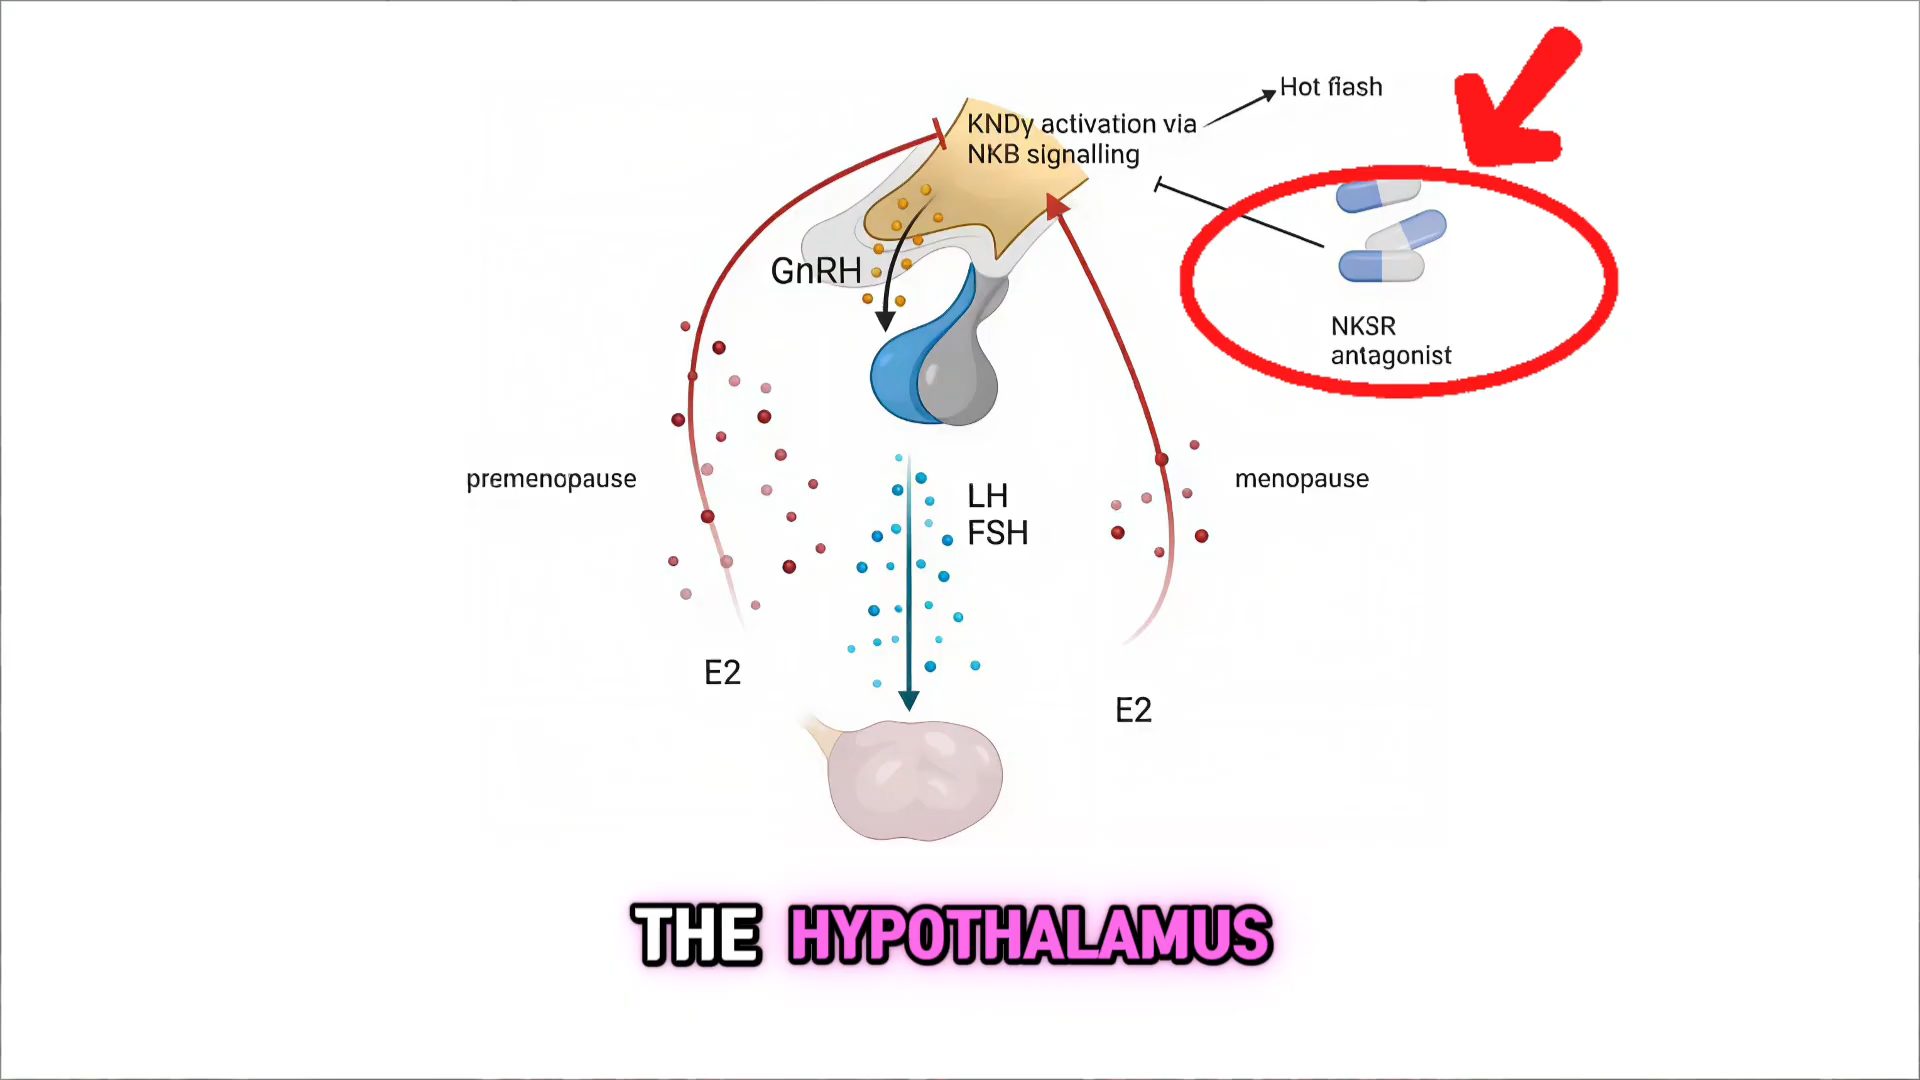 Hot flash
KNDy activation via
NKB signalling
GnRH
NKSR
antagonist
premenopause
menopause
LH
FSH
E2
E2
THE HYPOTHALAMUS